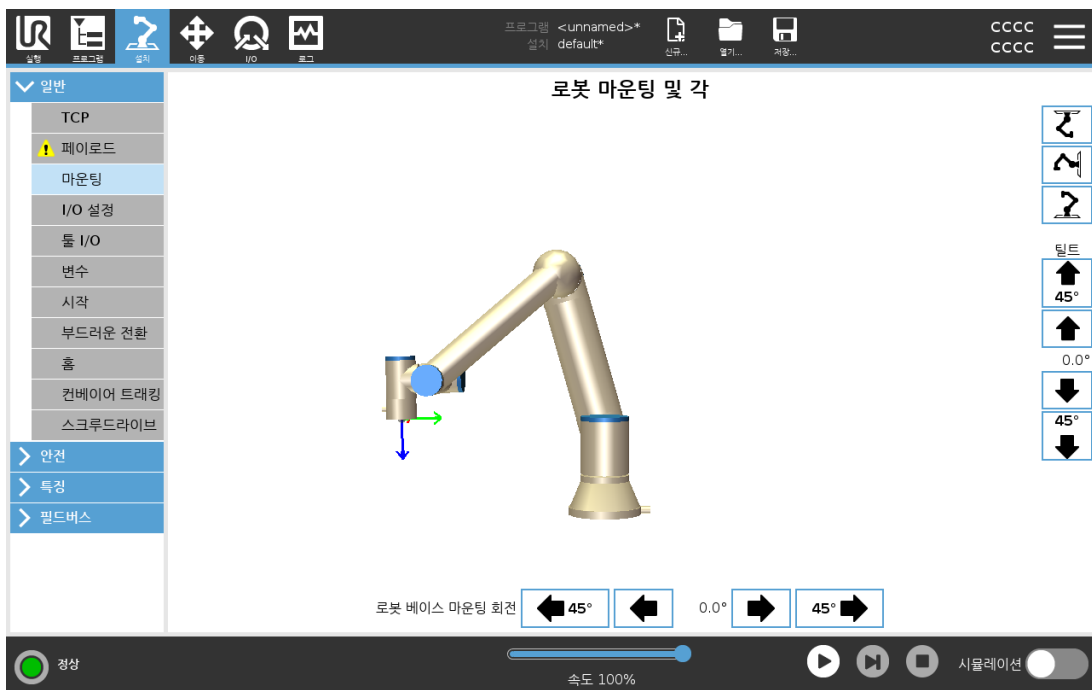 UR
실행
프로그램
설치
이동
I/O
로그
프로그램 <unnamed>*
설치 default*
신규...
열기...
저장...
CCCC
CCCC
일반
TCP
페이로드
마운팅
I/O 설정
툴 I/O
변수
시작
부드러운 전환
홈
컨베이어 트래킹
스크루드라이브
안전
특징
필드버스
로봇 마운팅 및 각
틸트
45°
0.0°
45°
로봇 베이스 마운팅 회전
45°
0.0°
45°
정상
속도 100%
시뮬레이션